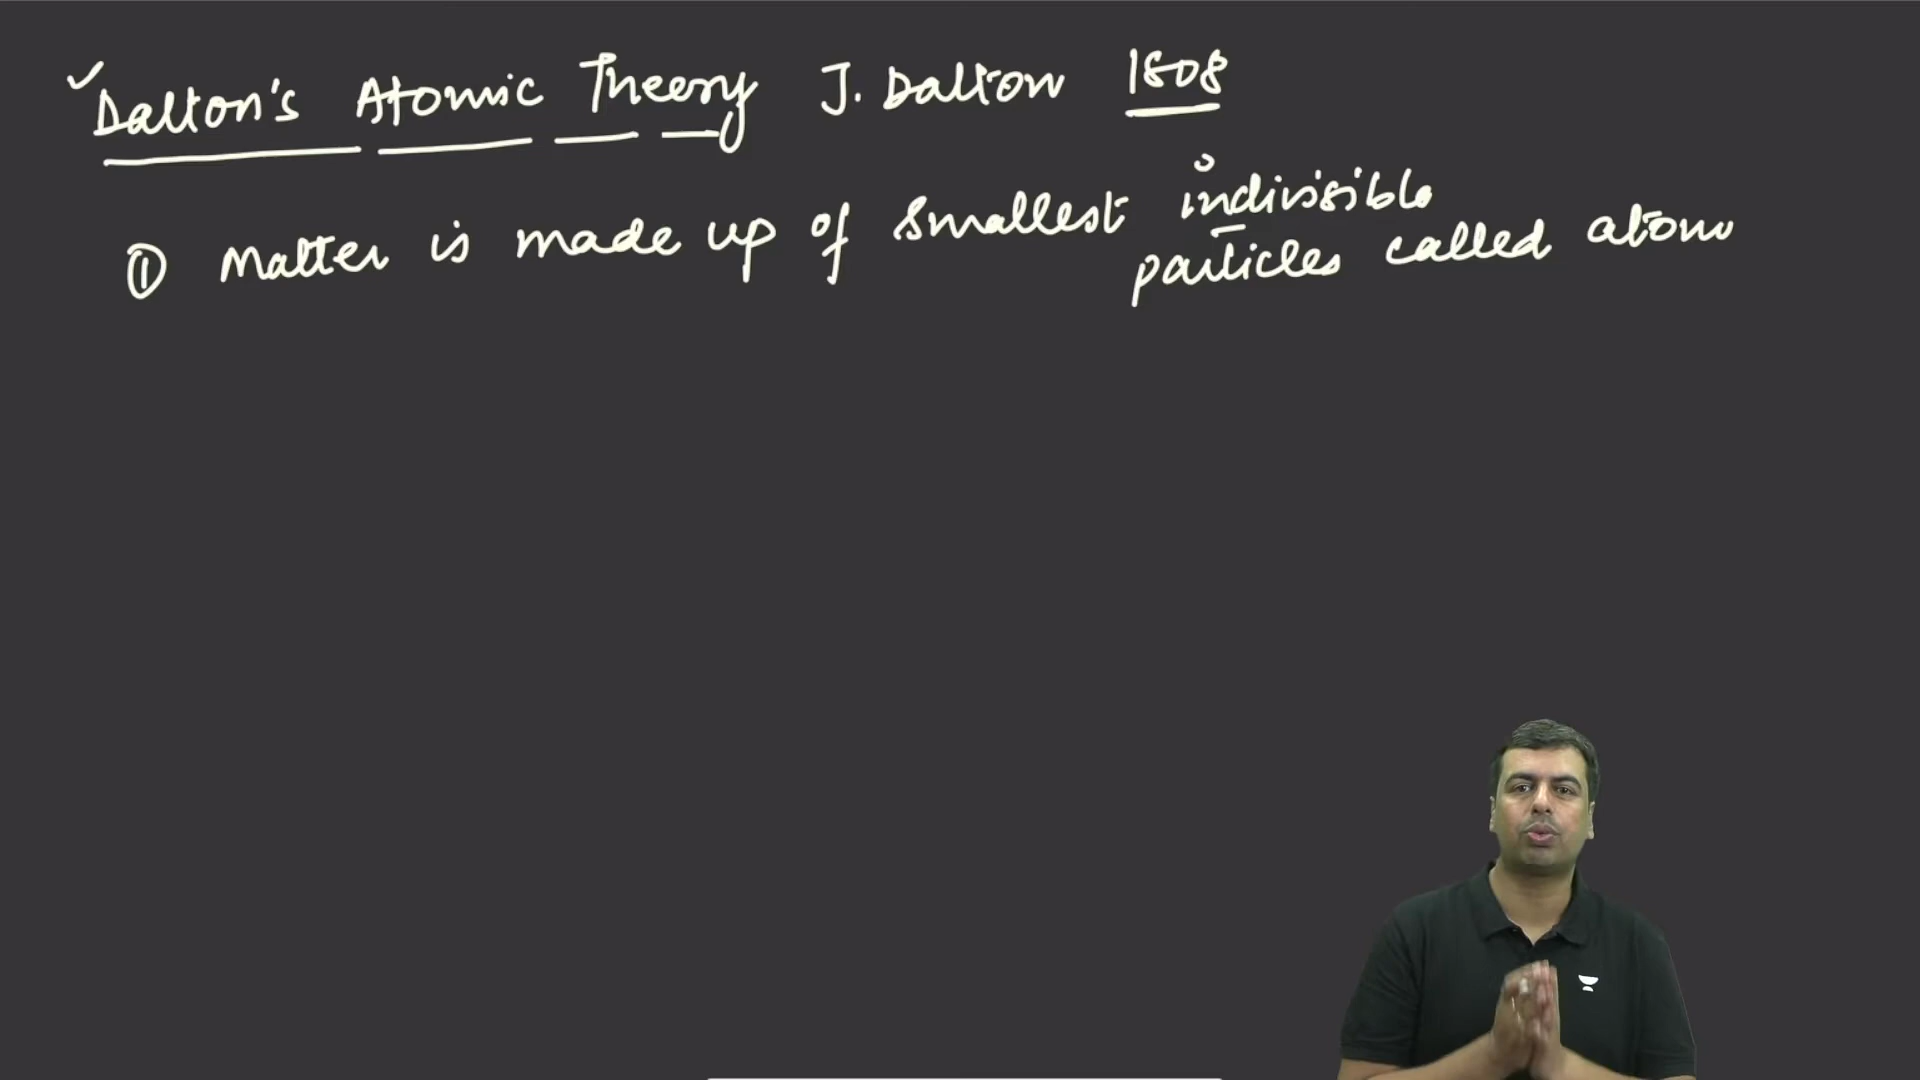 Dalton's Atomic Theory J. Dalton 1808
① Matter is made up of smallest indivisible
particles called atom